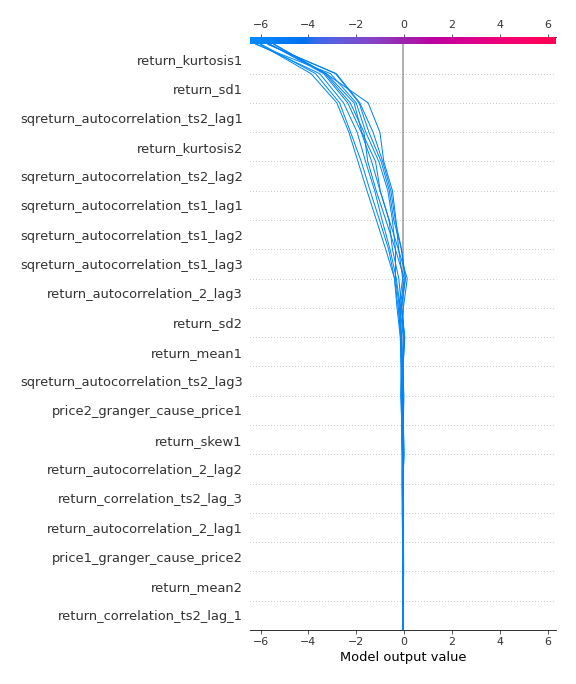 −6 −4 −2 0 2 4 6
return_kurtosis1
return_sd1
sqreturn_autocorrelation_ts2_lag1
return_kurtosis2
sqreturn_autocorrelation_ts2_lag2
sqreturn_autocorrelation_ts1_lag1
sqreturn_autocorrelation_ts1_lag2
sqreturn_autocorrelation_ts1_lag3
return_autocorrelation_2_lag3
return_sd2
return_mean1
sqreturn_autocorrelation_ts2_lag3
price2_granger_cause_price1
return_skew1
return_autocorrelation_2_lag2
return_correlation_ts2_lag_3
return_autocorrelation_2_lag1
price1_granger_cause_price2
return_mean2
return_correlation_ts2_lag_1
−6 −4 −2 0 2 4 6
Model output value